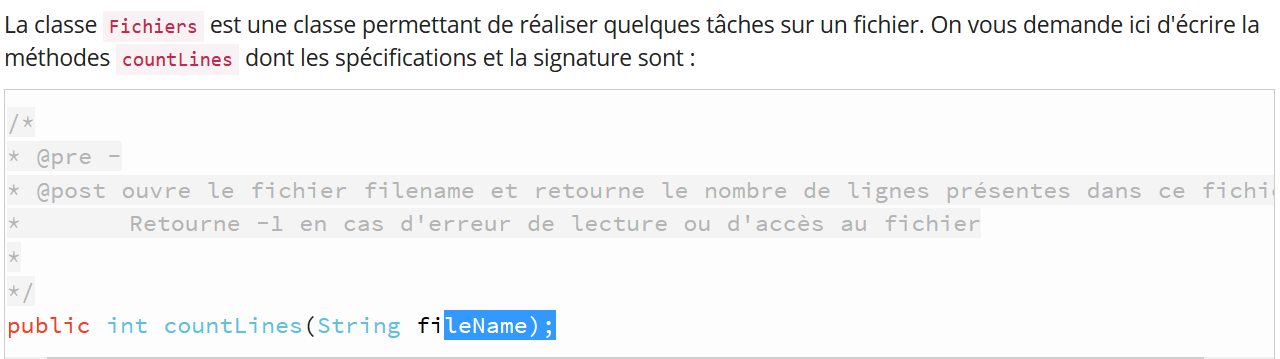 La classe Fichiers est une classe permettant de réaliser quelques tâches sur un fichier. On vous demande ici d'écrire la
méthodes countLines dont les spécifications et la signature sont :
/*
* @pre -
* @post ouvre le fichier filename et retourne le nombre de lignes présentes dans ce fichi
* Retourne -l en cas d'erreur de lecture ou d'accès au fichier
*
*/
public int countLines(String fileName);